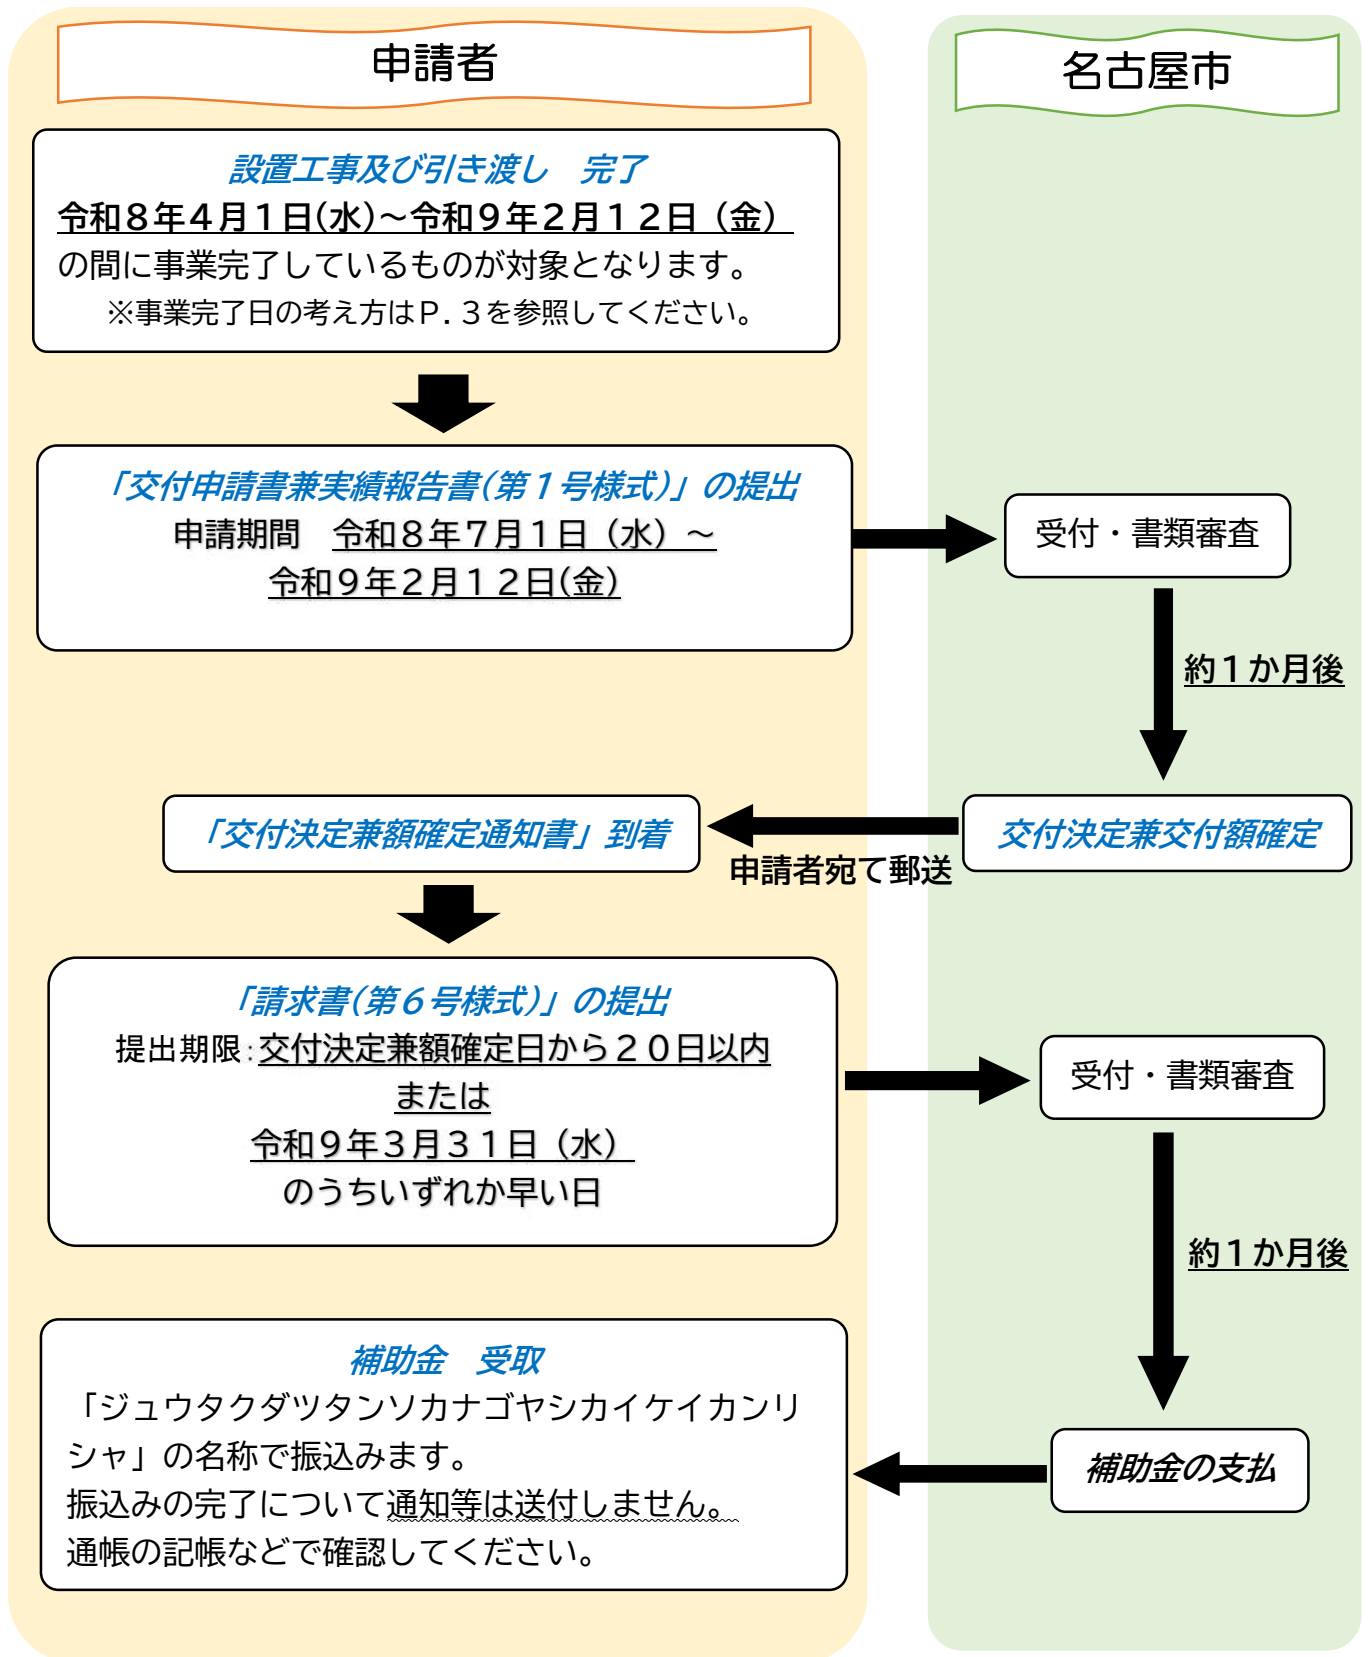 申請者
名古屋市
設置工事及び引き渡し　完了
令和８年４月１日(水)～令和９年２月１２日（金）
の間に事業完了しているものが対象となります。
※事業完了日の考え方はＰ．３を参照してください。
「交付申請書兼実績報告書(第１号様式)」の提出
申請期間　令和８年７月１日（水）～
令和９年２月１２日(金)
受付・書類審査
約１か月後
交付決定兼交付額確定
申請者宛て郵送
「交付決定兼額確定通知書」到着
「請求書(第６号様式)」の提出
提出期限：交付決定兼額確定日から２０日以内
または
令和９年３月３１日（水）
のうちいずれか早い日
受付・書類審査
約１か月後
補助金の支払
補助金　受取
「ジュウタクダツタンソカナゴヤシカイケイカンリ
シャ」の名称で振込みます。
振込みの完了について通知等は送付しません。
通帳の記帳などで確認してください。